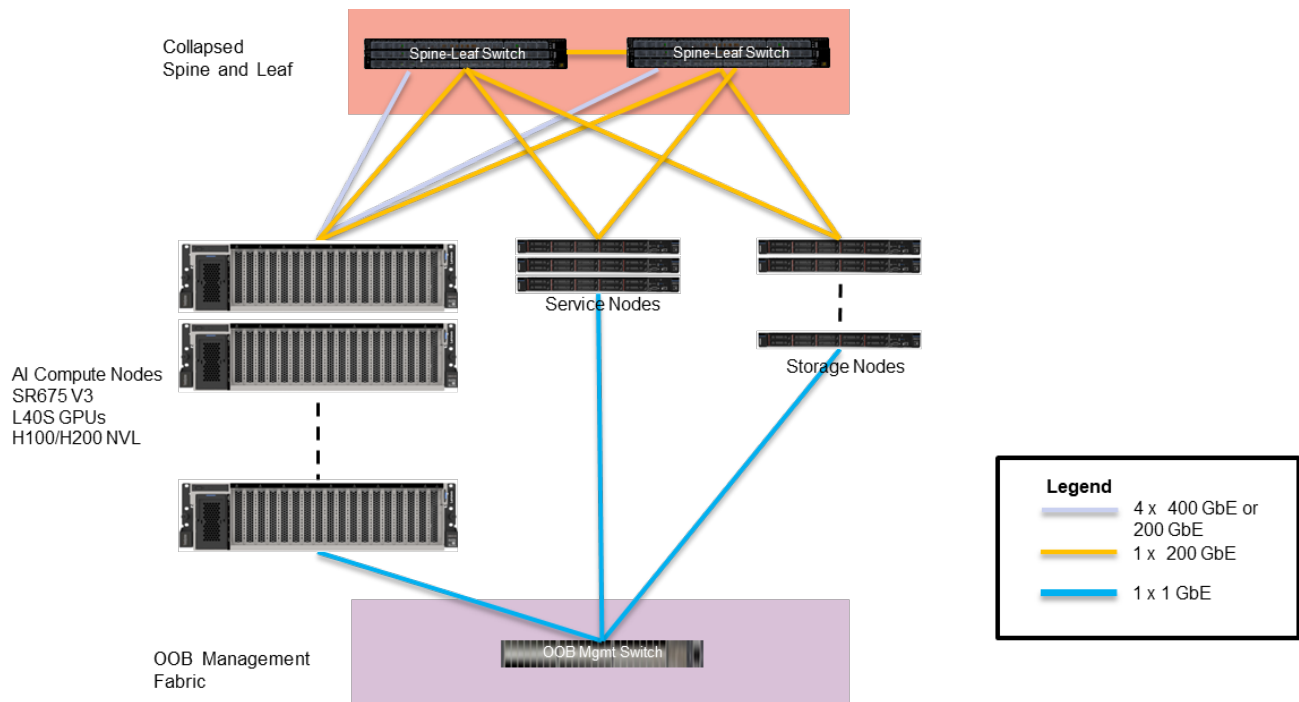 Collapsed
Spine and Leaf
Spine-Leaf Switch
Spine-Leaf Switch
Service Nodes
Storage Nodes
AI Compute Nodes
SR675 V3
L40S GPUs
H100/H200 NVL
Legend
4 x 400 GbE or
200 GbE
1 x 200 GbE
1 x 1 GbE
OOB Mgmt Switch
OOB Management
Fabric